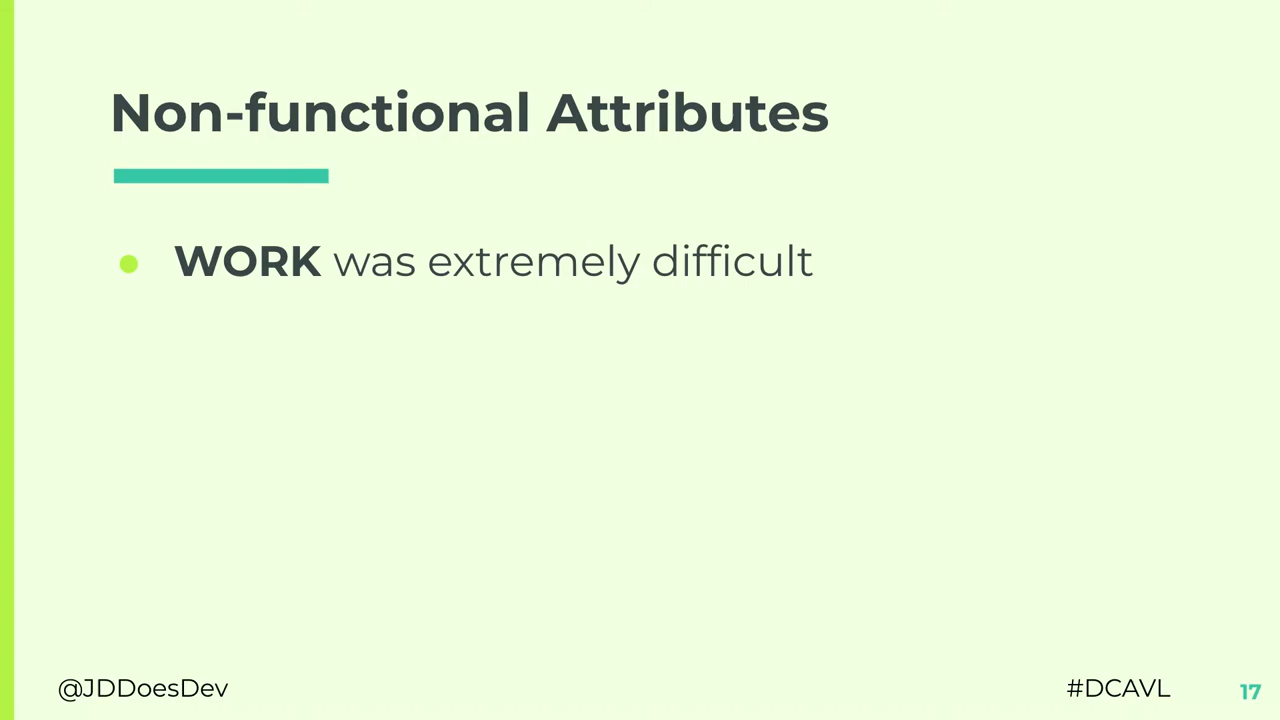 Non-functional Attributes
● WORK was extremely difficult
@JDDoesDev
#DCAVL
17